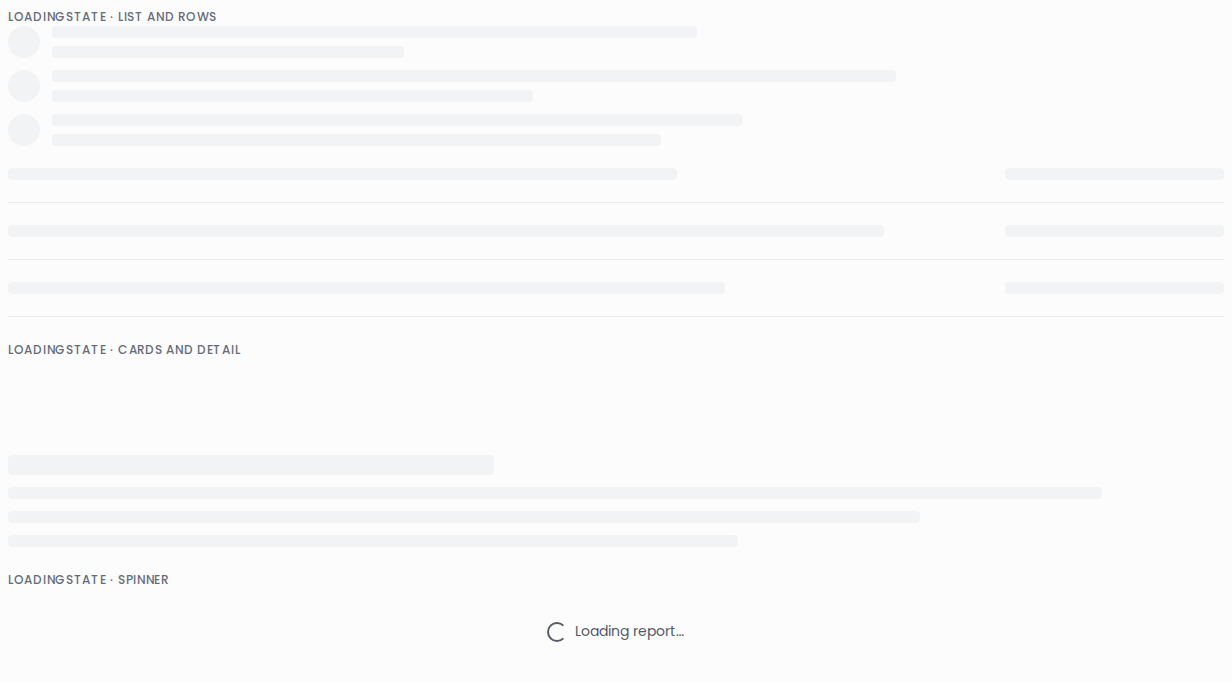 LOADINGSTATE · LIST AND ROWS
LOADINGSTATE · CARDS AND DETAIL
LOADINGSTATE · SPINNER
Loading report…